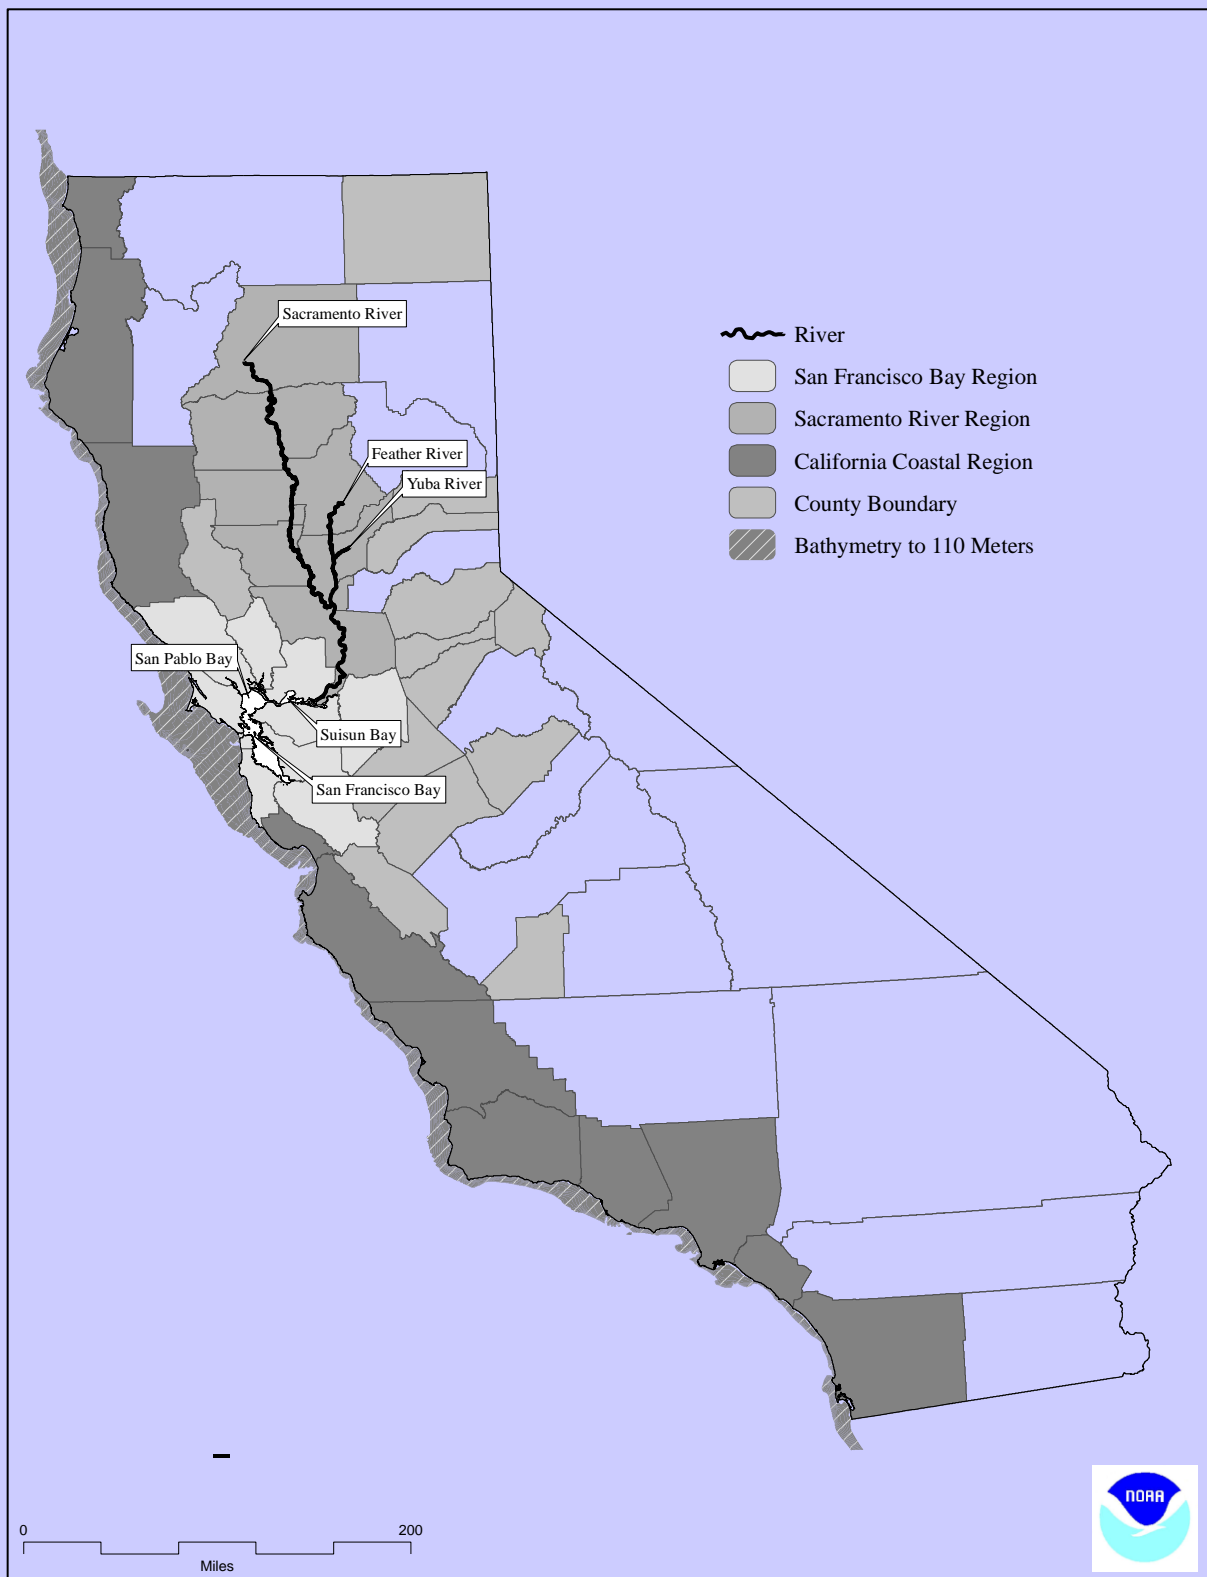 Sacramento River
Feather River
Yuba River
San Pablo Bay
Suisun Bay
San Francisco Bay
River
San Francisco Bay Region
Sacramento River Region
California Coastal Region
County Boundary
Bathymetry to 110 Meters
0 200
Miles
NOAA